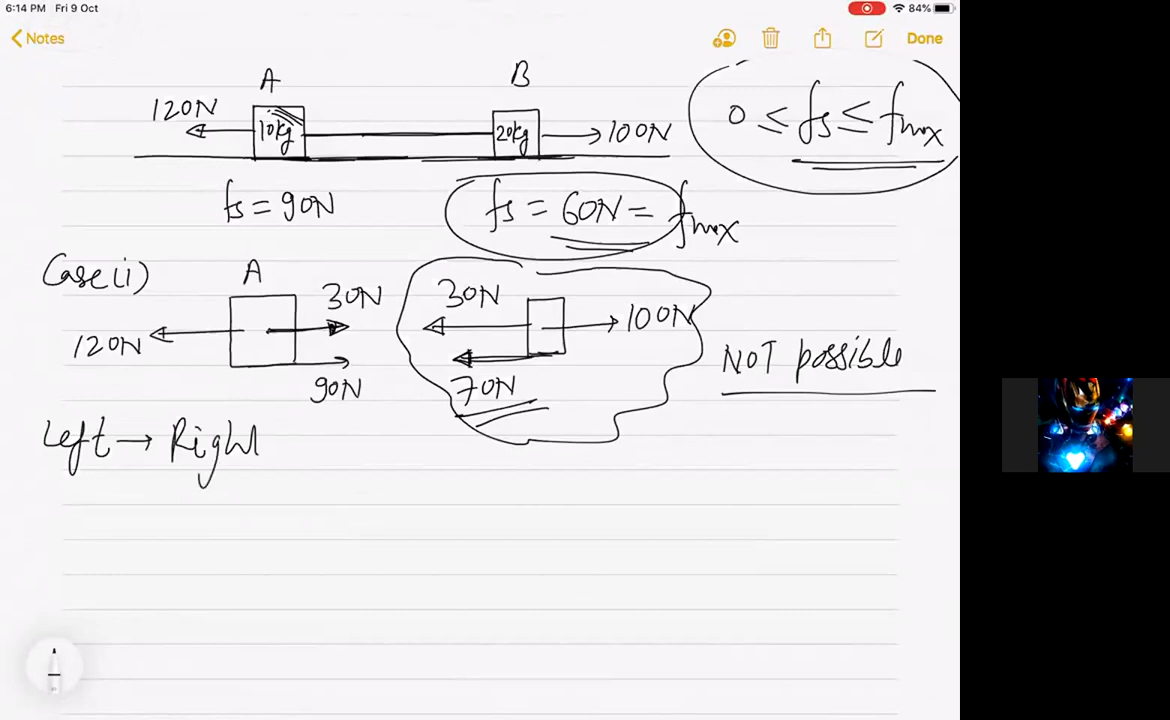 6:14 PM Fri 9 Oct
84%
Notes
Done
A B
120N 10kg 20kg 100N
0 ≤ fs ≤ fmax
fs = 90N
fs = 60N = fmax
Case(i) A
30N 30N
120N 100N
90N 70N
NOT possible
Left → Right